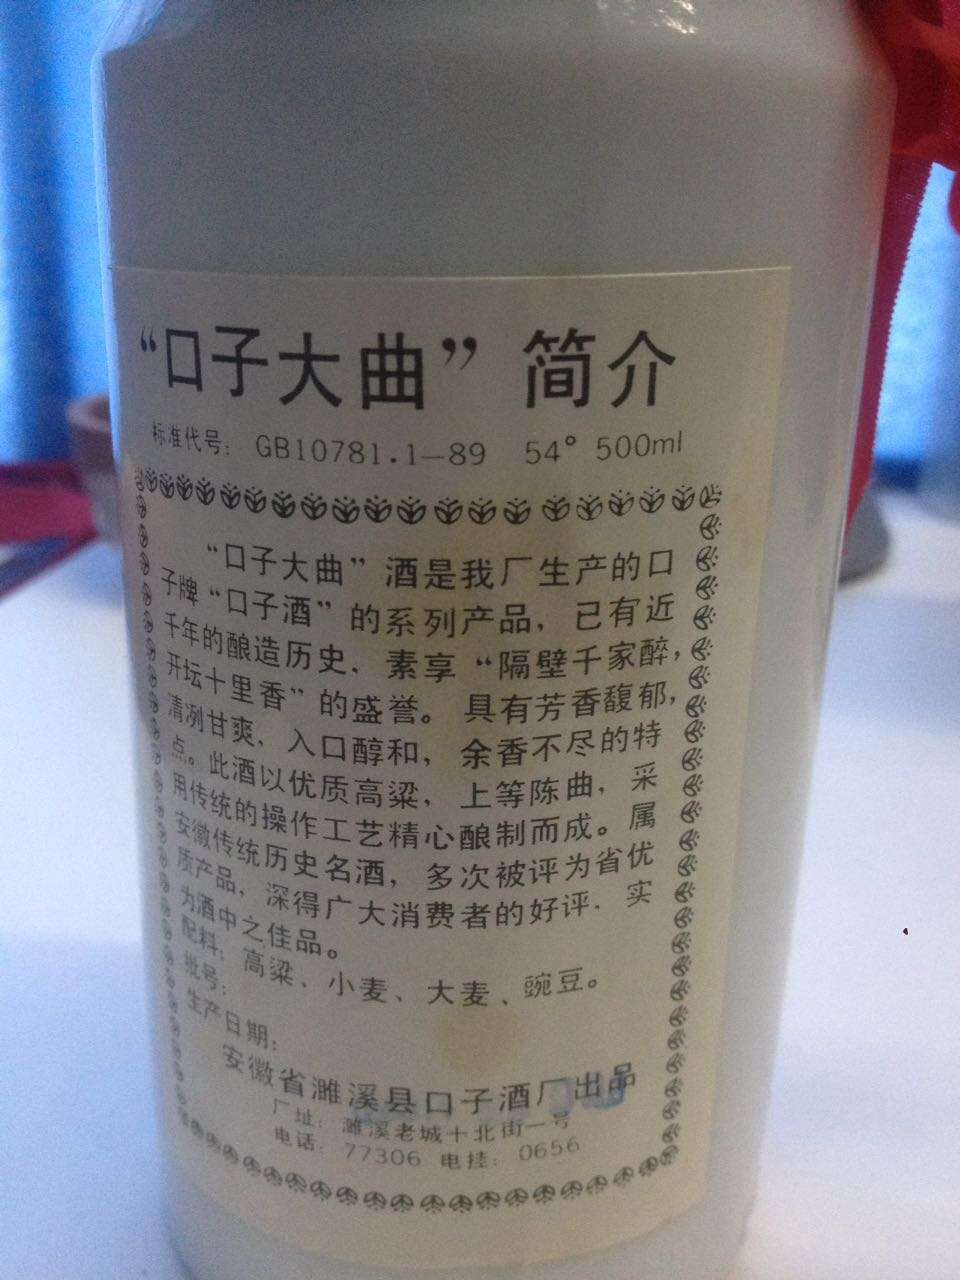 “口子大曲”简介
标准代号：GB10781.1—89 54° 500ml
“口子大曲”酒是我厂生产的口
子牌“口子酒”的系列产品，已有近
千年的酿造历史，素享“隔壁千家醉，
开坛十里香”的盛誉。具有芳香馥郁，
清冽甘爽，入口醇和，余香不尽的特
点。此酒以优质高粱，上等陈曲，采
用传统的操作工艺精心酿制而成。属
安徽传统历史名酒，多次被评为省优
质产品，深得广大消费者的好评，实
为酒中之佳品。
配料：高粱、小麦、大麦、豌豆。
批号：
生产日期：
安徽省濉溪县口子酒厂出品
厂址：濉溪老城十北街一号
电话：77306 电挂：0656